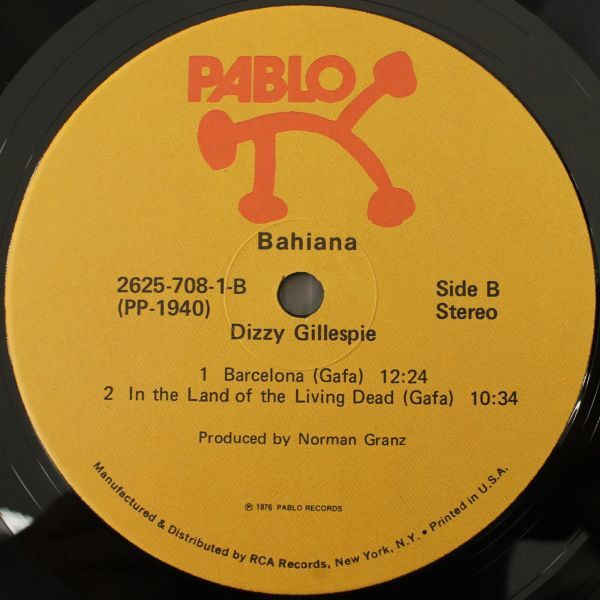 PABLO
Bahiana
2625-708-1-B
(PP-1940)
Side B
Stereo
Dizzy Gillespie
1 Barcelona (Gafa) 12:24
2 In the Land of the Living Dead (Gafa) 10:34
Produced by Norman Granz
℗ 1976 PABLO RECORDS
Manufactured & Distributed by RCA Records, New York, N.Y. • Printed in U.S.A.